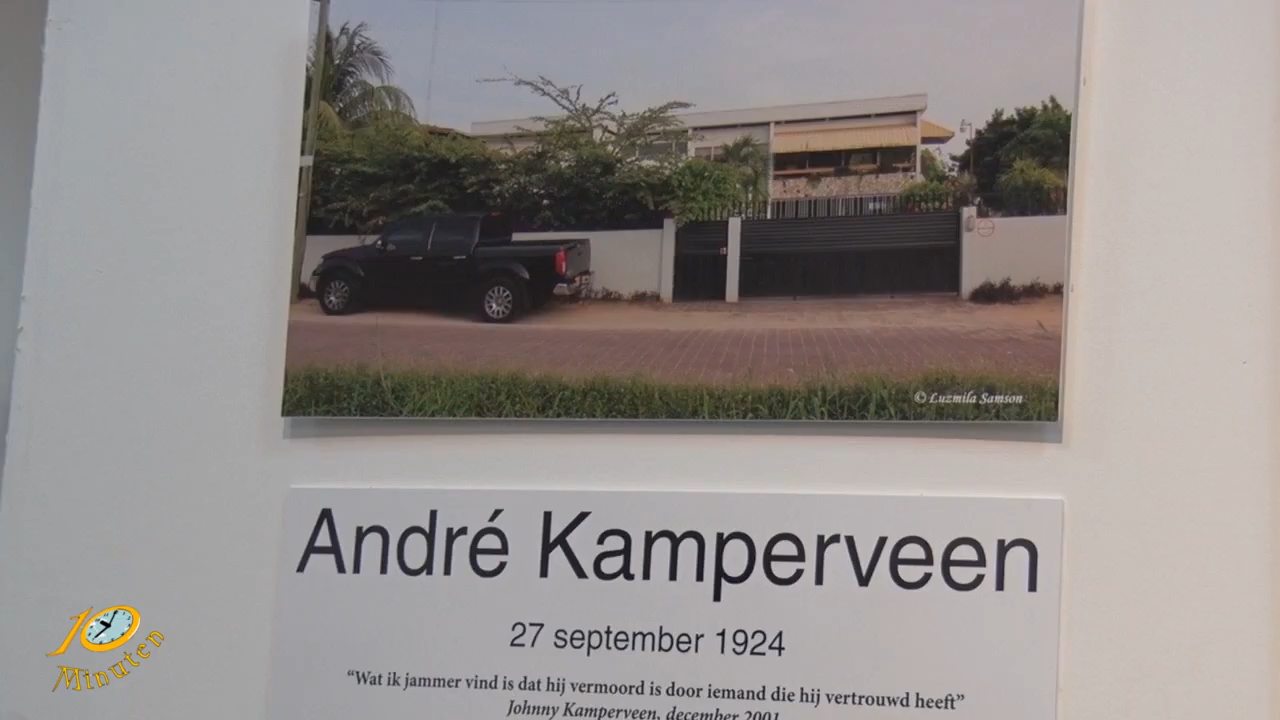 © Luzmila Samson
André Kamperveen
27 september 1924
“Wat ik jammer vind is dat hij vermoord is door iemand die hij vertrouwd heeft”
Johnny Kamperveen, december 2001
10
Minuten